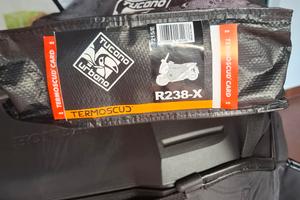 Tucano
TERMOSCUD® CARD
Tucano
Urbano
R238-X
TERMOSCUD®
TERMOSCUD® CARD